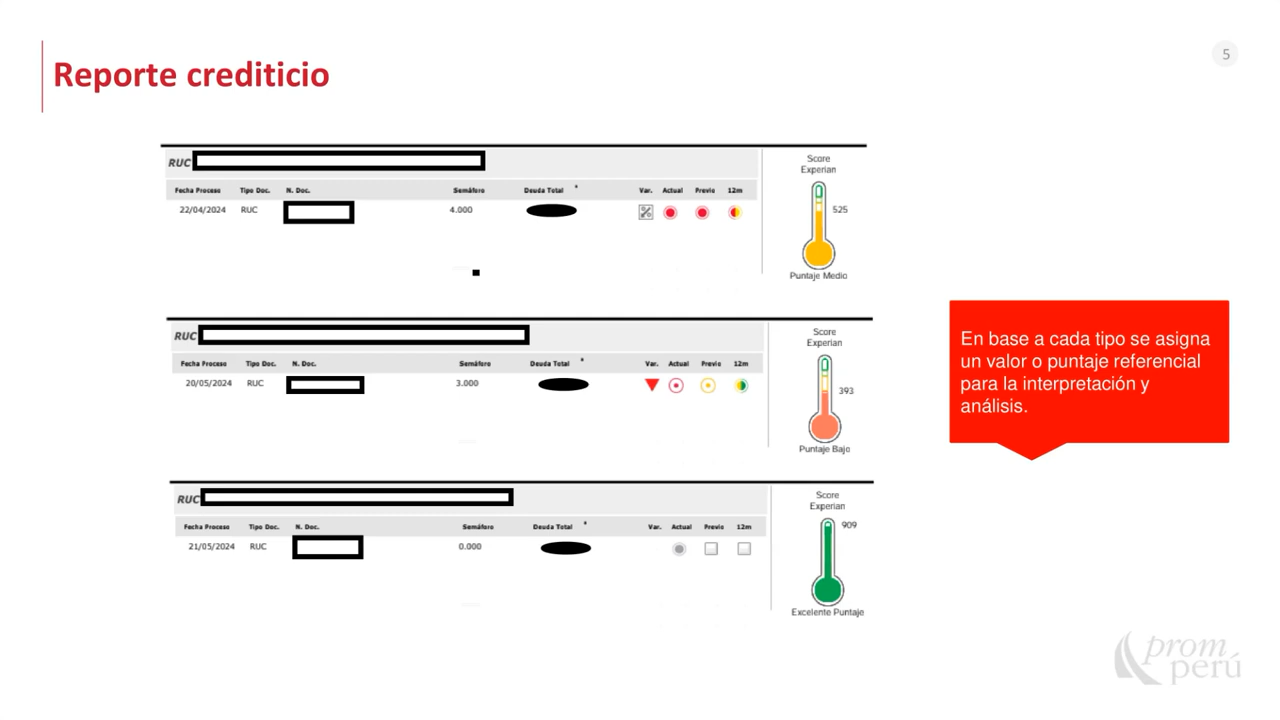 5
Reporte crediticio
RUC
Fecha Proceso Tipo Doc. N. Doc. Semáforo Deuda Total * Var. Actual Previo 12m
22/04/2024 RUC 4.000
Score
Experian
525
Puntaje Medio
RUC
Fecha Proceso Tipo Doc. N. Doc. Semáforo Deuda Total * Var. Actual Previo 12m
20/05/2024 RUC 3.000
Score
Experian
393
Puntaje Bajo
RUC
Fecha Proceso Tipo Doc. N. Doc. Semáforo Deuda Total * Var. Actual Previo 12m
21/05/2024 RUC 0.000
Score
Experian
909
Excelente Puntaje
En base a cada tipo se asigna
un valor o puntaje referencial
para la interpretación y
análisis.
prom
perú